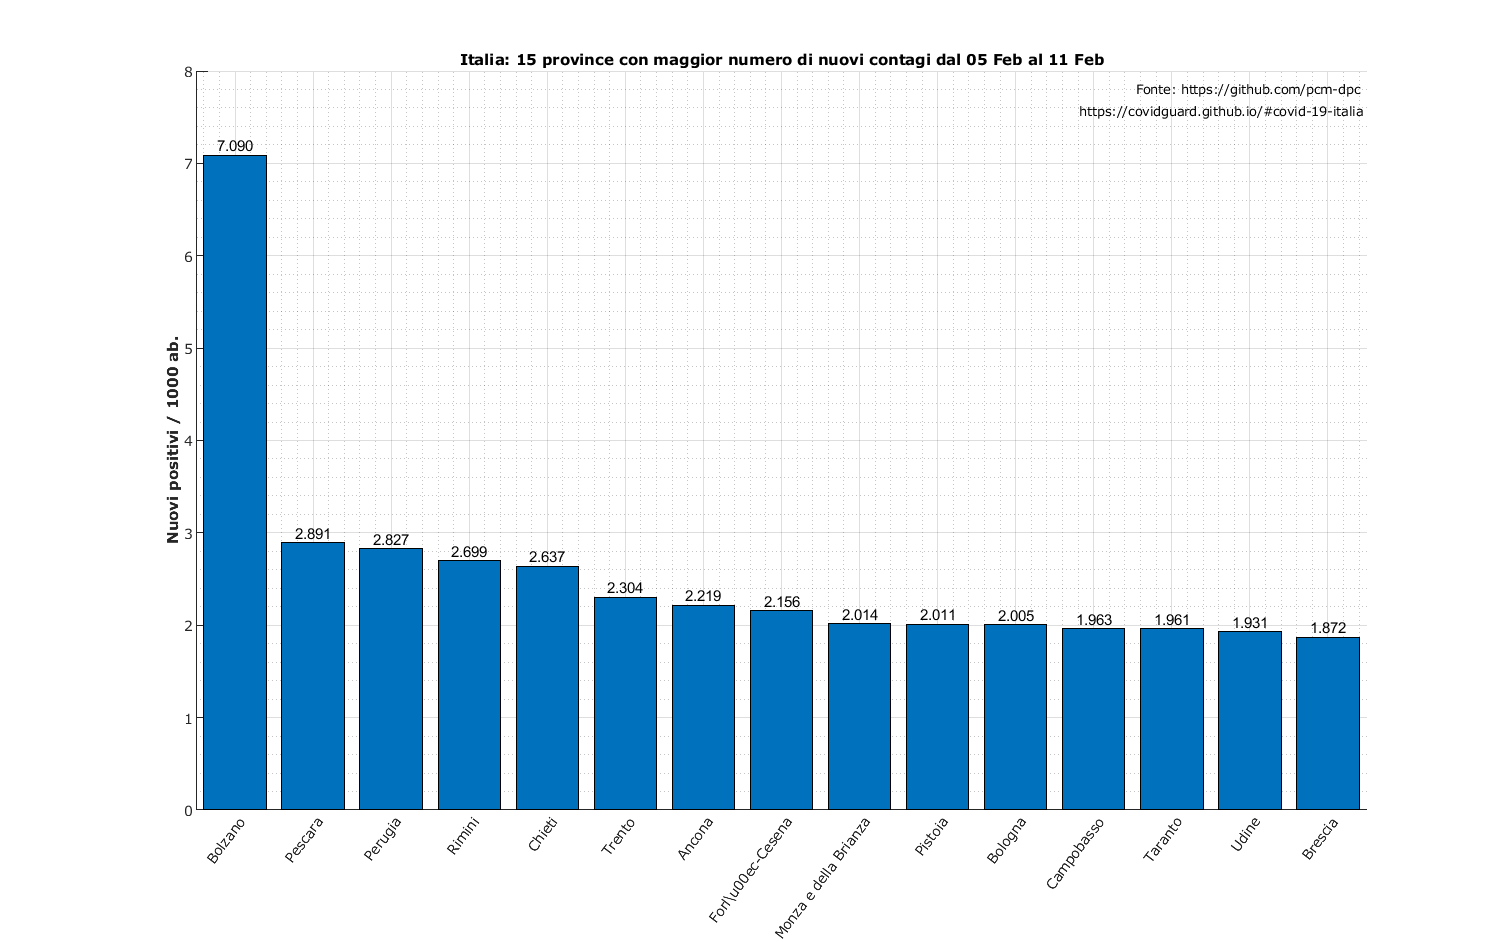 Italia: 15 province con maggior numero di nuovi contagi dal 05 Feb al 11 Feb
Fonte: https://github.com/pcm-dpc
https://covidguard.github.io/#covid-19-italia
Nuovi positivi / 1000 ab.
8
7
6
5
4
3
2
1
0
7.090
2.891
2.827
2.699
2.637
2.304
2.219
2.156
2.014
2.011
2.005
1.963
1.961
1.931
1.872
Bolzano
Pescara
Perugia
Rimini
Chieti
Trento
Ancona
Forl\u00ec-Cesena
Monza e della Brianza
Pistoia
Bologna
Campobasso
Taranto
Udine
Brescia